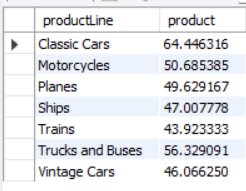 productLine product
Classic Cars 64.446316
Motorcycles 50.685385
Planes 49.629167
Ships 47.007778
Trains 43.923333
Trucks and Buses 56.329091
Vintage Cars 46.066250